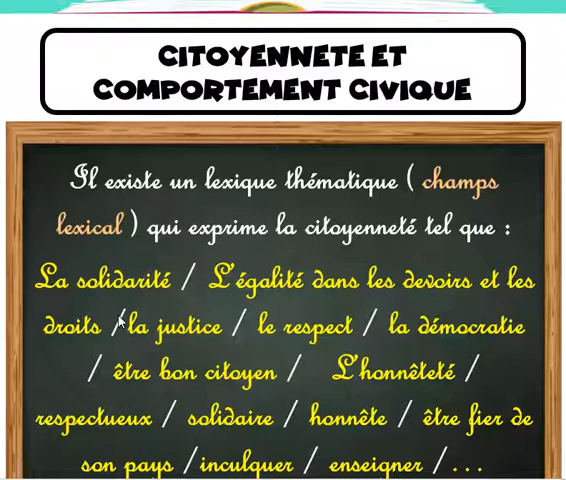 CITOYENNETE ET
COMPORTEMENT CIVIQUE
Il existe un lexique thématique ( champs
lexical ) qui exprime la citoyenneté tel que :
La solidarité / L'égalité dans les devoirs et les
droits / la justice / le respect / la démocratie
/ être bon citoyen / L'honnêteté /
respectueux / solidaire / honnête / être fier de
son pays / inculquer / enseigner / ...